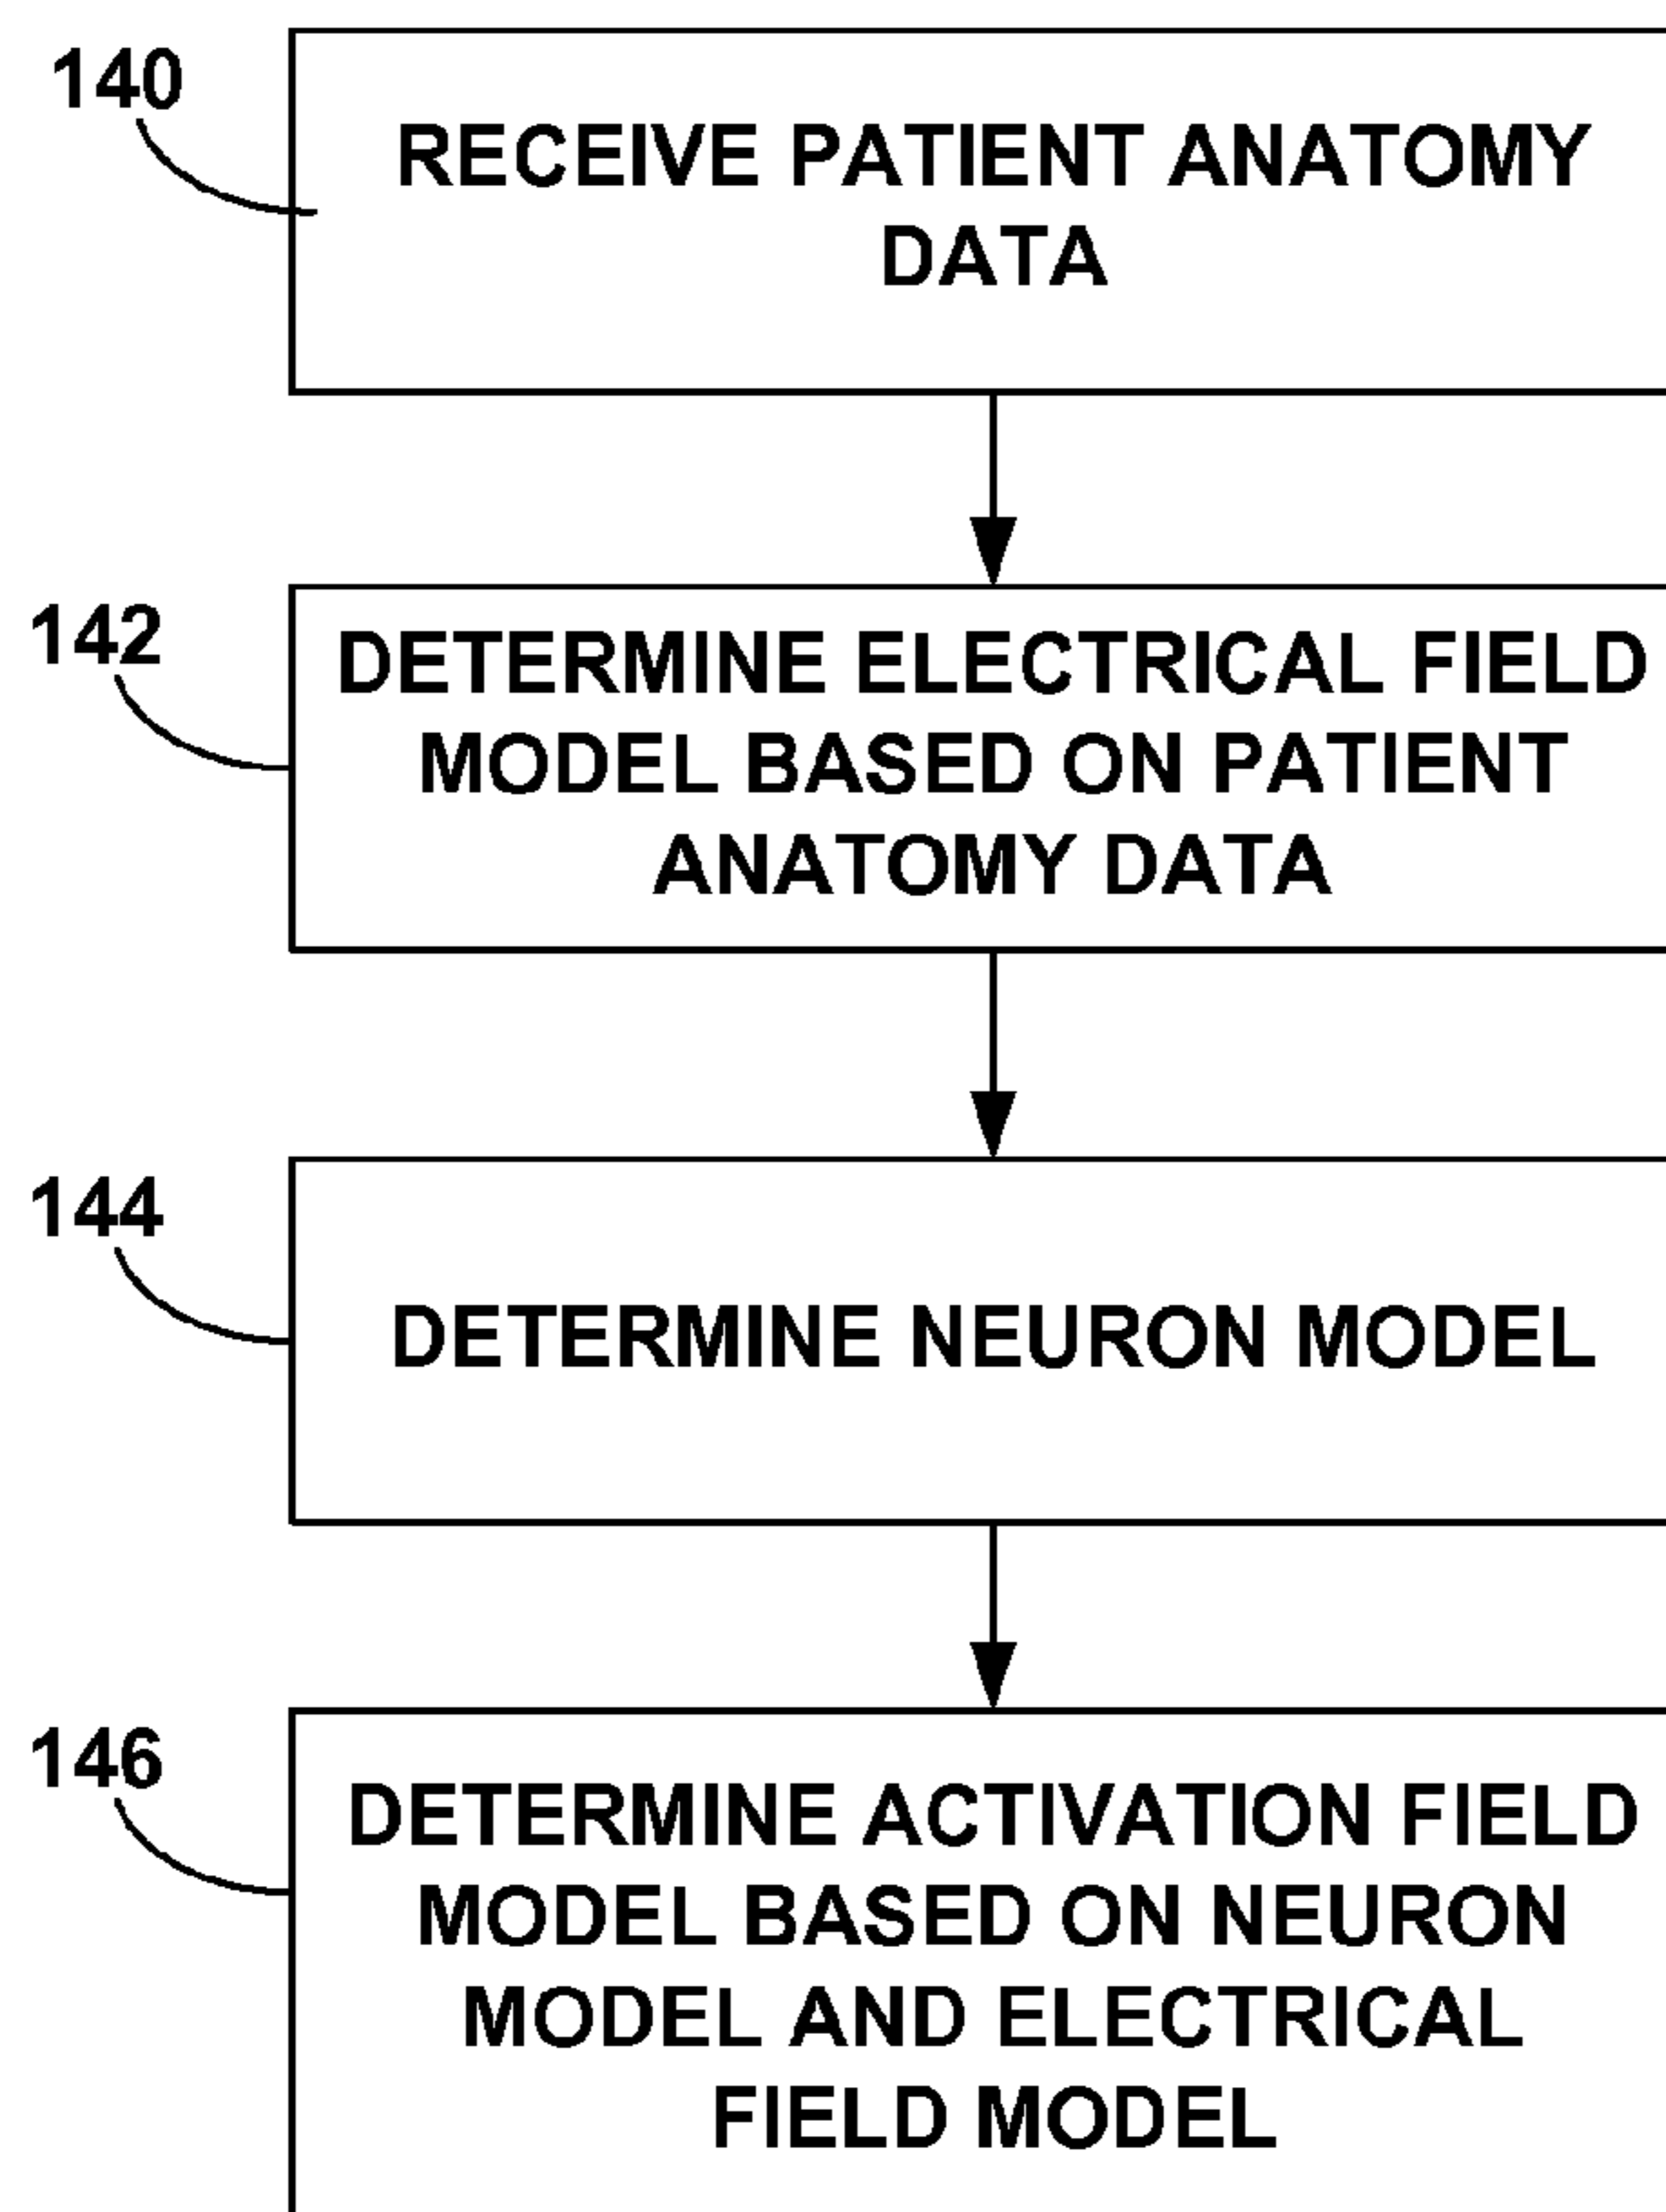 140
RECEIVE PATIENT ANATOMY
DATA
142
DETERMINE ELECTRICAL FIELD
MODEL BASED ON PATIENT
ANATOMY DATA
144
DETERMINE NEURON MODEL
146
DETERMINE ACTIVATION FIELD
MODEL BASED ON NEURON
MODEL AND ELECTRICAL
FIELD MODEL